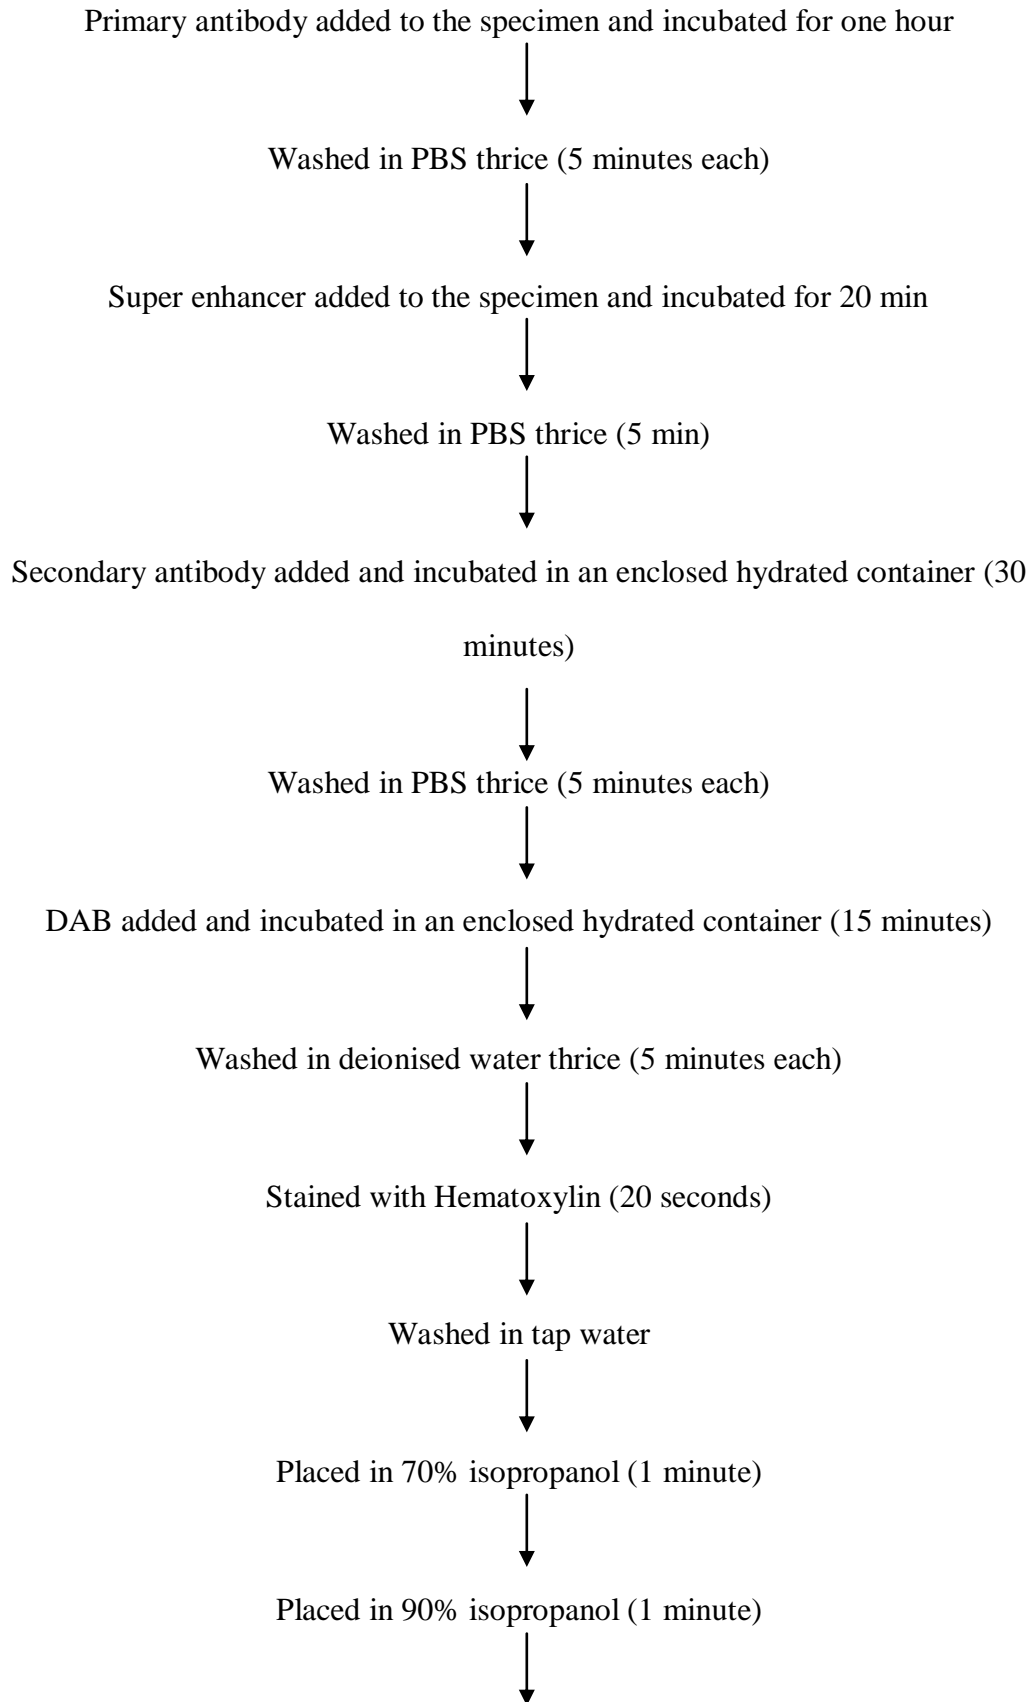 Primary antibody added to the specimen and incubated for one hour
Washed in PBS thrice (5 minutes each)
Super enhancer added to the specimen and incubated for 20 min
Washed in PBS thrice (5 min)
Secondary antibody added and incubated in an enclosed hydrated container (30
minutes)
Washed in PBS thrice (5 minutes each)
DAB added and incubated in an enclosed hydrated container (15 minutes)
Washed in deionised water thrice (5 minutes each)
Stained with Hematoxylin (20 seconds)
Washed in tap water
Placed in 70% isopropanol (1 minute)
Placed in 90% isopropanol (1 minute)